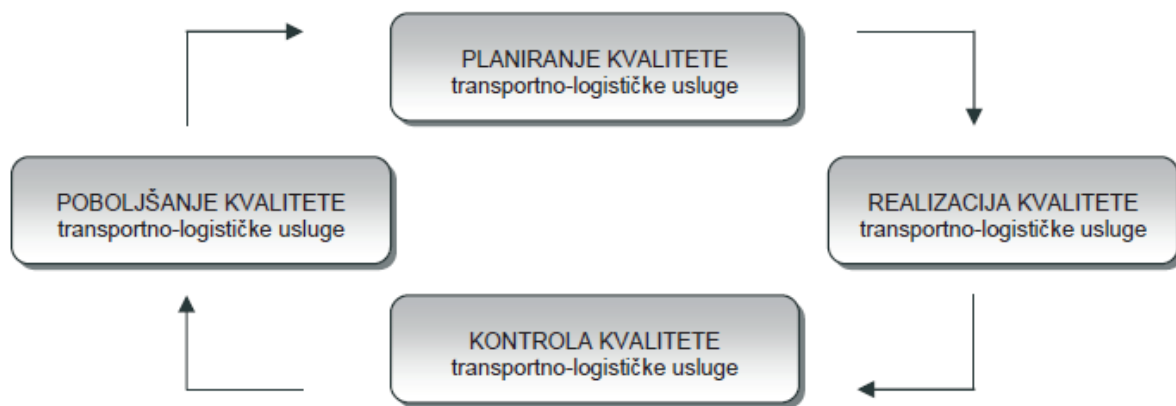 PLANIRANJE KVALITETE
transportno-logističke usluge
POBOLJŠANJE KVALITETE
transportno-logističke usluge
REALIZACIJA KVALITETE
transportno-logističke usluge
KONTROLA KVALITETE
transportno-logističke usluge